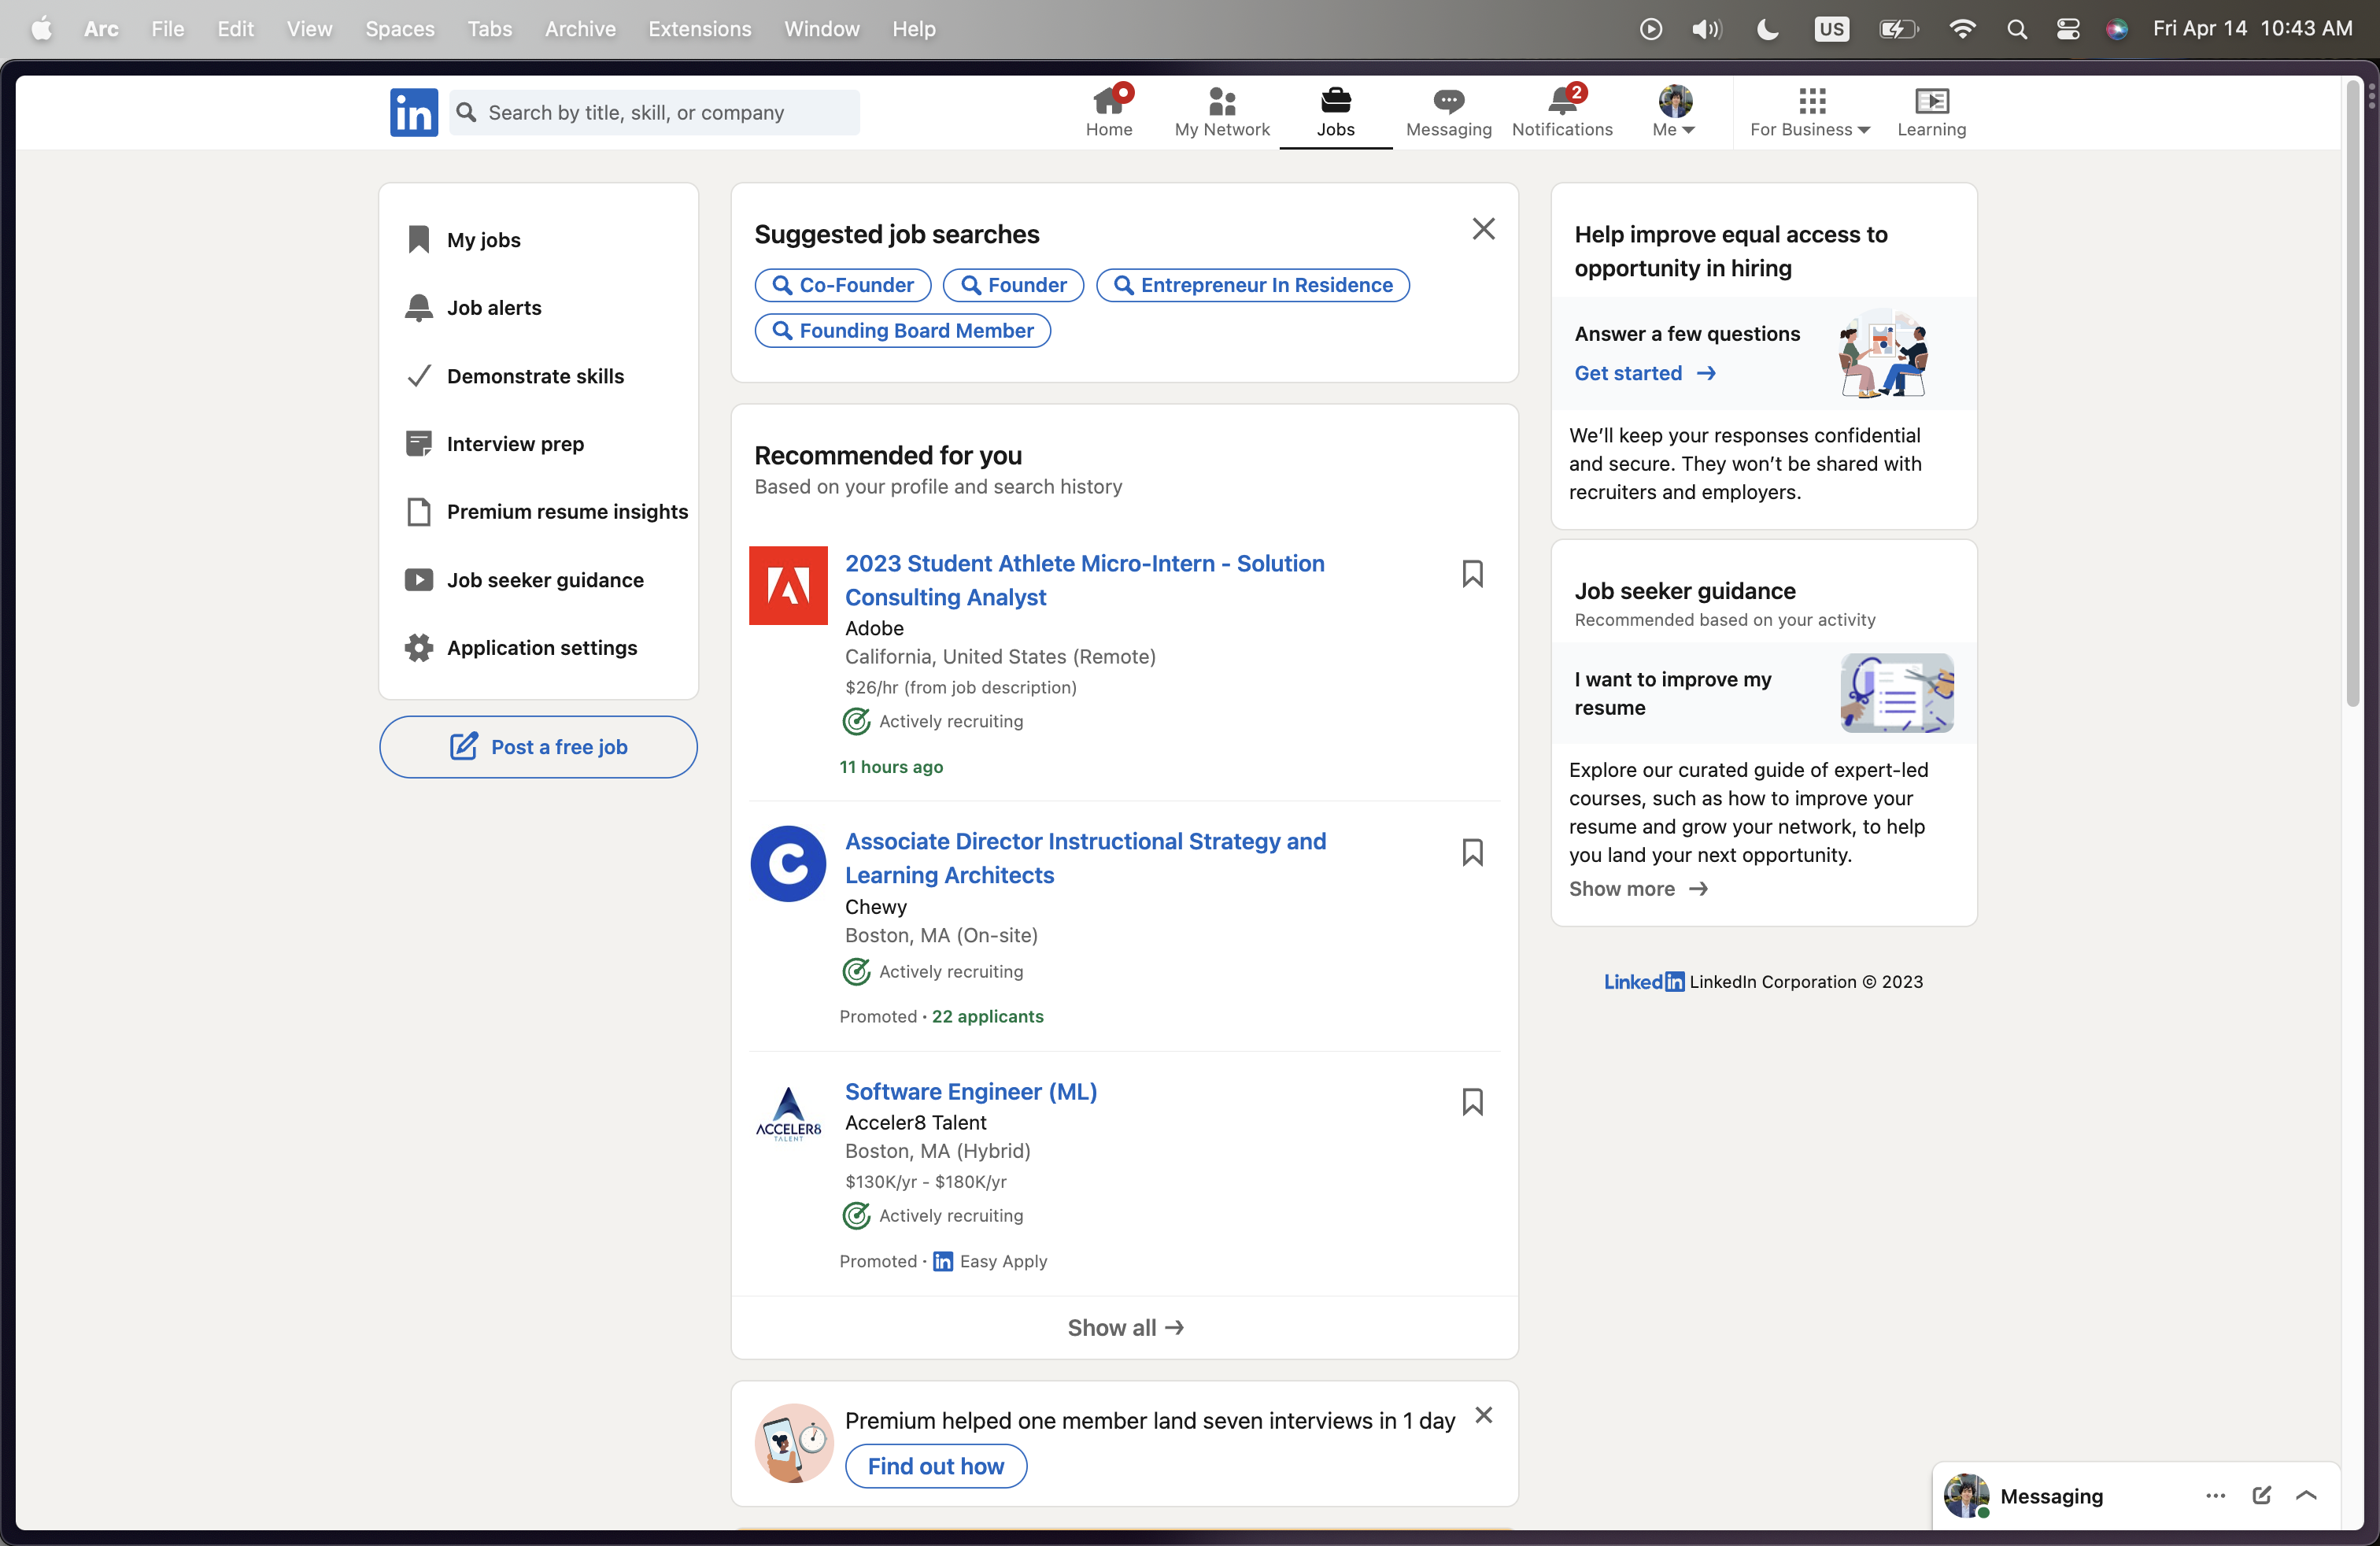 Arc File Edit View Spaces Tabs Archive Extensions Window Help US Fri Apr 14 10:43 AM
in Search by title, skill, or company
Home My Network Jobs Messaging 2 Notifications Me For Business Learning
My jobs
Job alerts
Demonstrate skills
Interview prep
Premium resume insights
Job seeker guidance
Application settings
Post a free job
Suggested job searches
Co-Founder Founder Entrepreneur In Residence
Founding Board Member
Recommended for you
Based on your profile and search history
2023 Student Athlete Micro-Intern - Solution
Consulting Analyst
Adobe
California, United States (Remote)
$26/hr (from job description)
Actively recruiting
11 hours ago
C
Associate Director Instructional Strategy and
Learning Architects
Chewy
Boston, MA (On-site)
Actively recruiting
Promoted · 22 applicants
ACCELER8
TALENT
Software Engineer (ML)
Acceler8 Talent
Boston, MA (Hybrid)
$130K/yr - $180K/yr
Actively recruiting
Promoted · in Easy Apply
Show all →
Premium helped one member land seven interviews in 1 day
Find out how
Help improve equal access to
opportunity in hiring
Answer a few questions
Get started →
We’ll keep your responses confidential
and secure. They won’t be shared with
recruiters and employers.
Job seeker guidance
Recommended based on your activity
I want to improve my
resume
Explore our curated guide of expert-led
courses, such as how to improve your
resume and grow your network, to help
you land your next opportunity.
Show more →
LinkedIn LinkedIn Corporation © 2023
Messaging